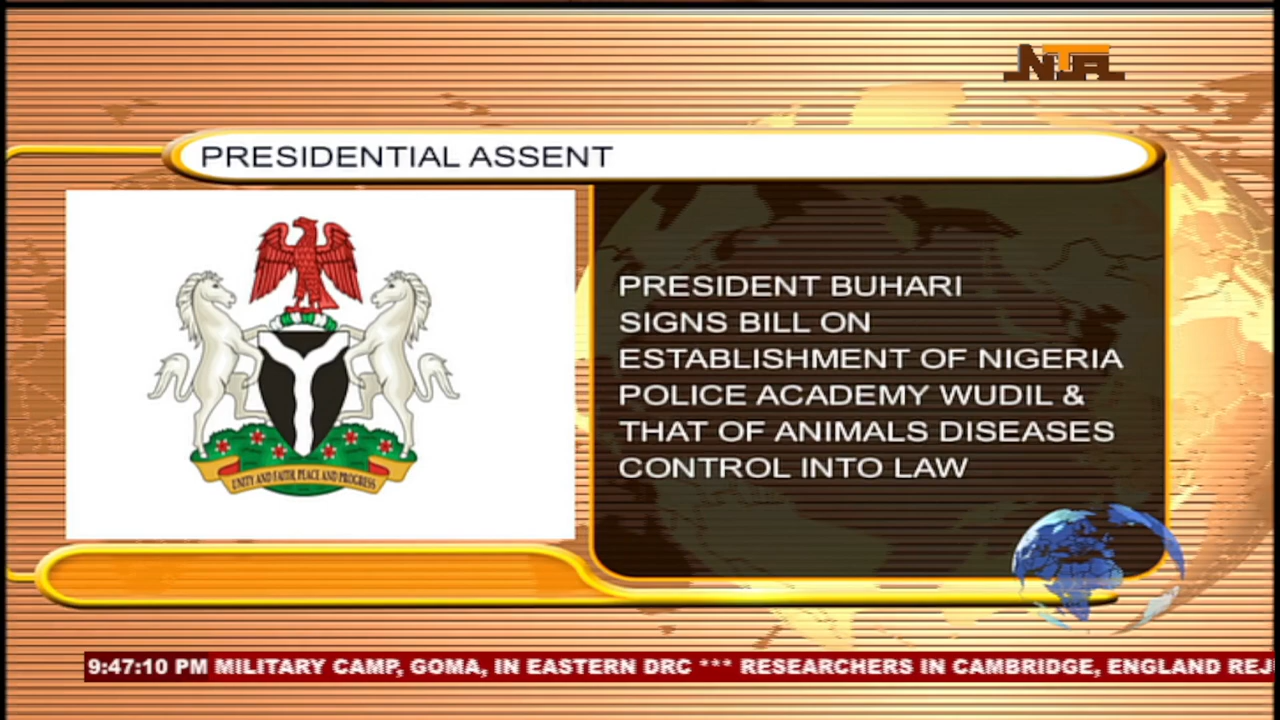 NTA
PRESIDENTIAL ASSENT
PRESIDENT BUHARI
SIGNS BILL ON
ESTABLISHMENT OF NIGERIA
POLICE ACADEMY WUDIL &
THAT OF ANIMALS DISEASES
CONTROL INTO LAW
UNITY AND FAITH, PEACE AND PROGRESS
9:47:10 PM MILITARY CAMP, GOMA, IN EASTERN DRC *** RESEARCHERS IN CAMBRIDGE, ENGLAND REJ